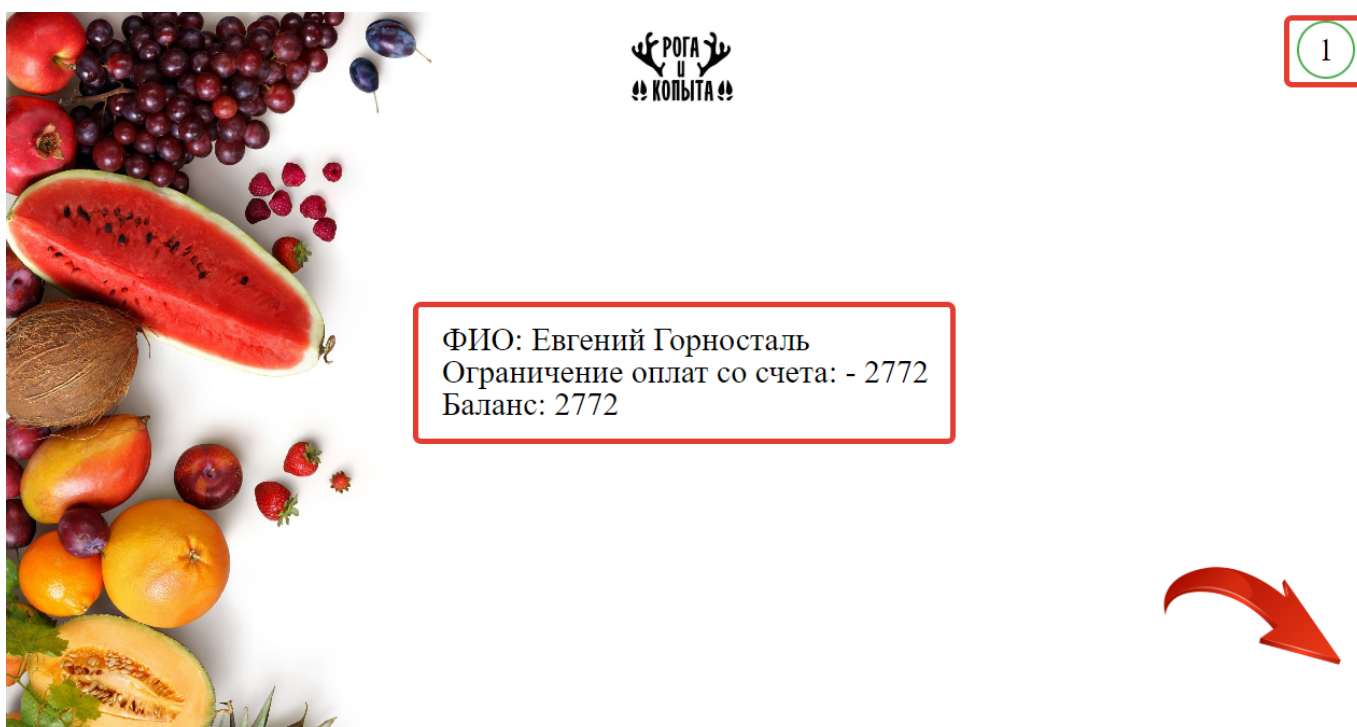 РОГА
И
КОПЫТА
1
ФИО: Евгений Горносталь
Ограничение оплат со счета: - 2772
Баланс: 2772